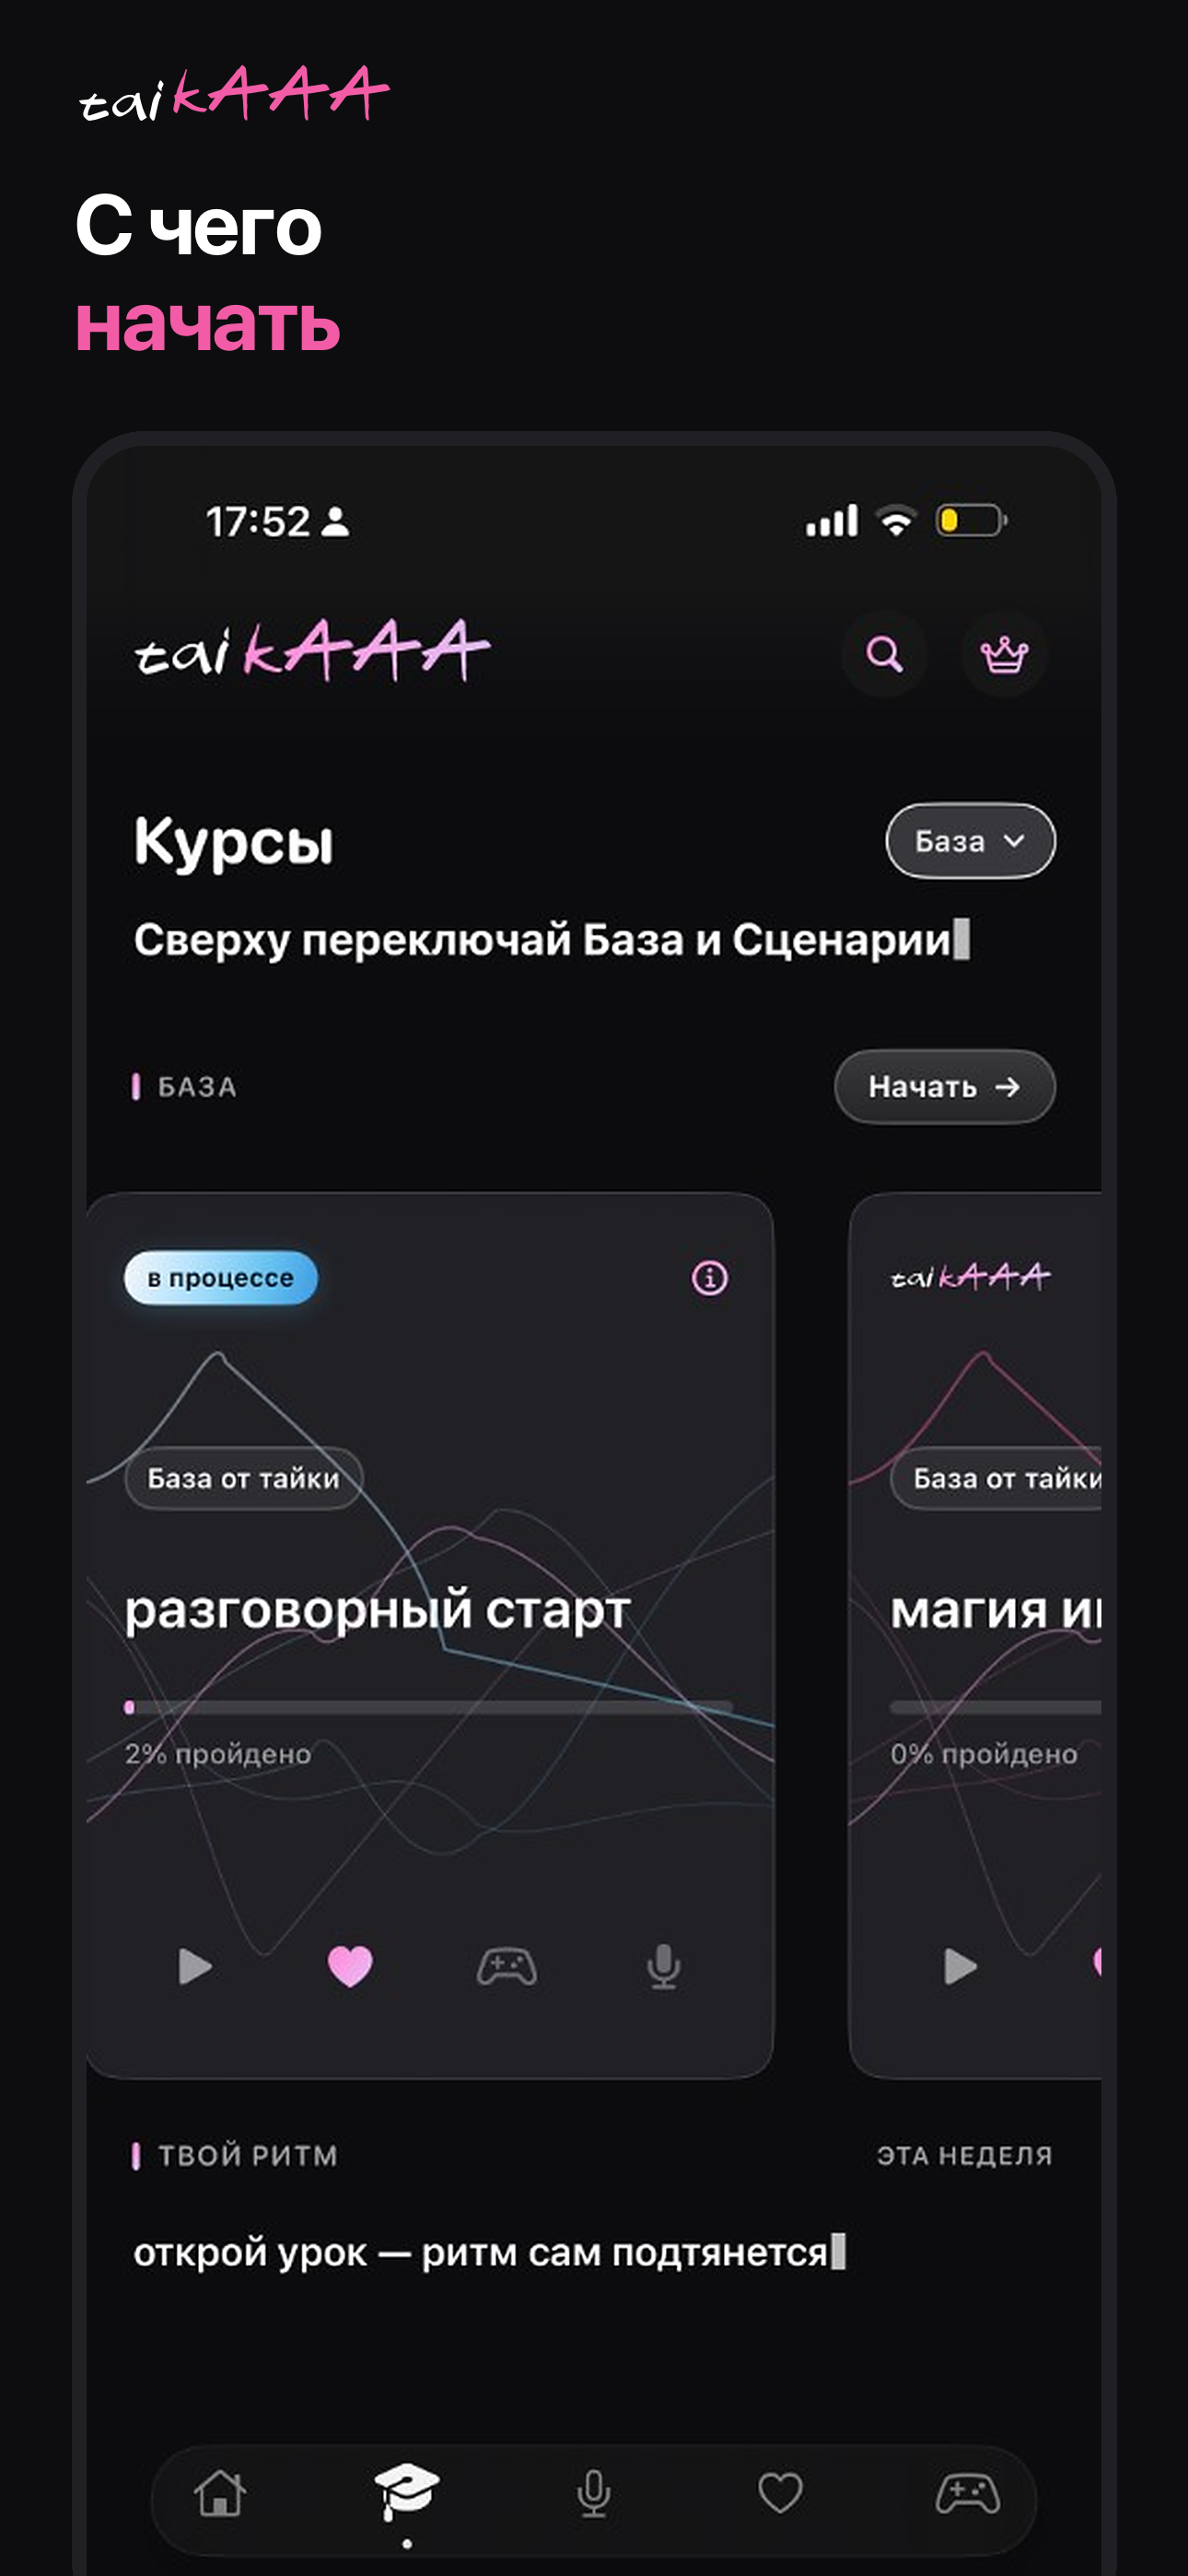 taikAAA
С чего
начать
17:52
taikAAA
Курсы
База
Сверху переключай База и Сценарии
БАЗА
Начать →
в процессе
taikAAA
База от тайки
База от тайки
разговорный старт
магия
2% пройдено
0% пройдено
ТВОЙ РИТМ
ЭТА НЕДЕЛЯ
открой урок — ритм сам подтянется